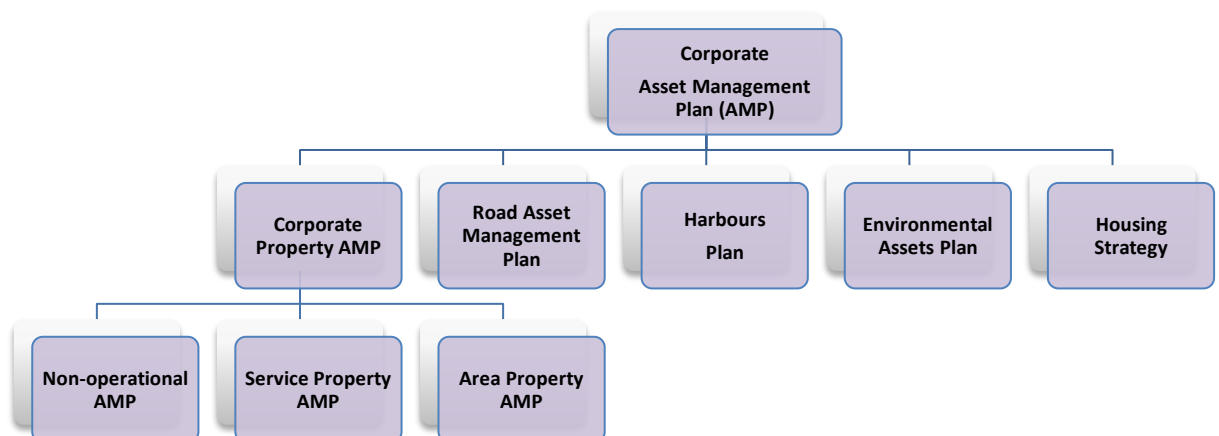 Corporate
Asset Management
Plan (AMP)
Corporate
Property AMP
Road Asset
Management
Plan
Harbours
Plan
Environmental
Assets Plan
Housing
Strategy
Non-operational
AMP
Service Property
AMP
Area Property
AMP